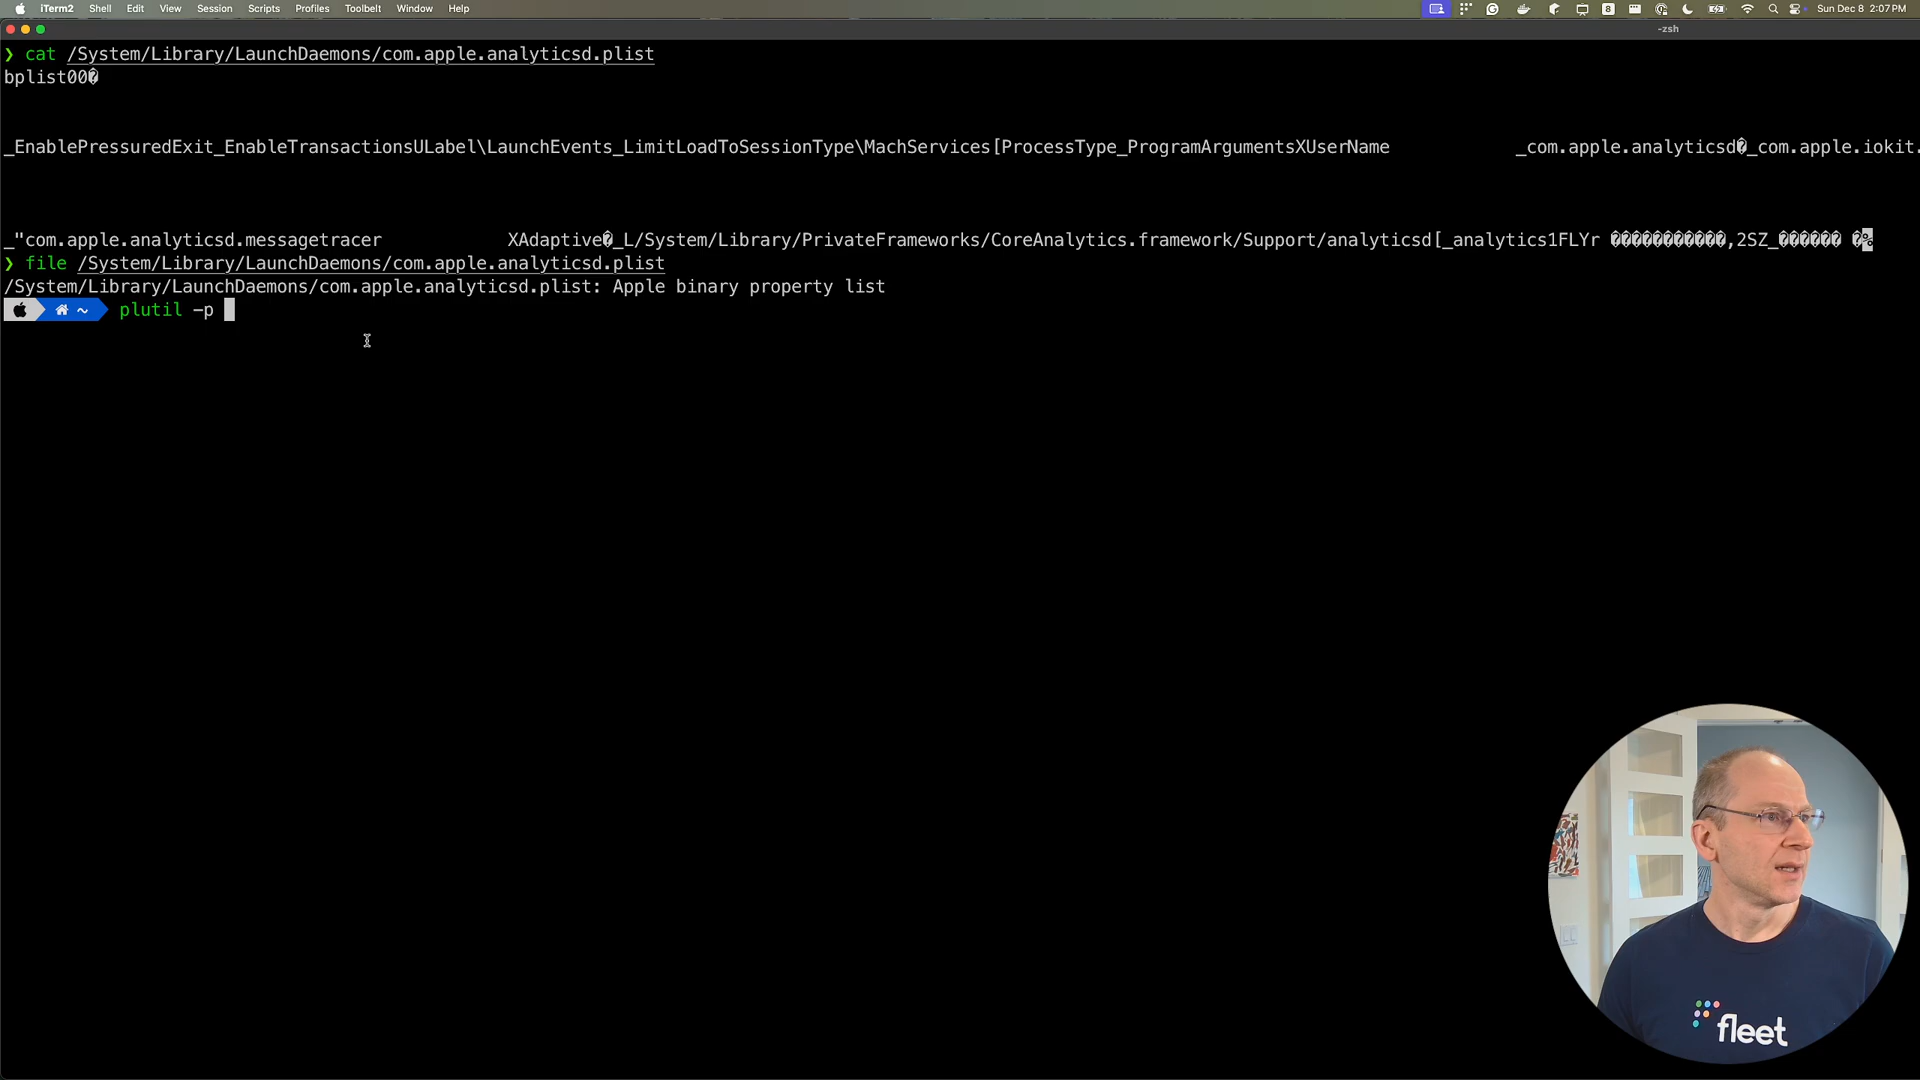 iTerm2 Shell Edit View Session Scripts Profiles Toolbelt Window Help 8 Sun Dec 8 2:07 PM
-zsh
❯ cat /System/Library/LaunchDaemons/com.apple.analyticsd.plist
bplist00�
_EnablePressuredExit_EnableTransactionsULabel\LaunchEvents_LimitLoadToSessionType\MachServices[ProcessType_ProgramArgumentsXUserName _com.apple.analyticsd�_com.apple.iokit.
_"com.apple.analyticsd.messagetracer XAdaptive�_L/System/Library/PrivateFrameworks/CoreAnalytics.framework/Support/analyticsd[_analytics1FLYr �����������,2SZ_������ �%
❯ file /System/Library/LaunchDaemons/com.apple.analyticsd.plist
/System/Library/LaunchDaemons/com.apple.analyticsd.plist: Apple binary property list
~ plutil -p
fleet